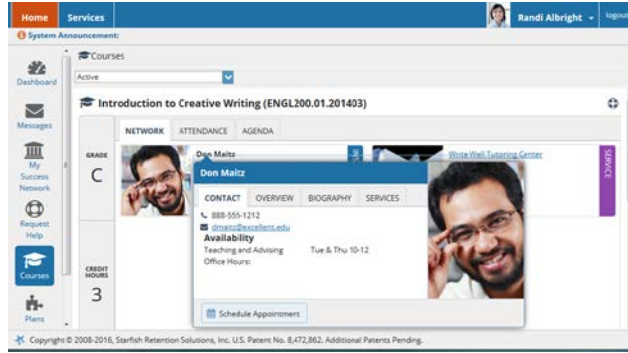 Home Services Randi Albright logout
System Announcement:
Courses
Active
Dashboard
Messages
My
Success
Network
Request
Help
Courses
Plans
Introduction to Creative Writing (ENGL200.01.201403)
NETWORK ATTENDANCE AGENDA
GRADE
C
CREDIT
HOURS
3
Don Maitz
Write Well Tutoring Center
SERVICE
Don Maitz
CONTACT OVERVIEW BIOGRAPHY SERVICES
888-555-1212
dmaitz@excellent.edu
Availability
Teaching and Advising Tue & Thu 10-12
Office Hours:
Schedule Appointment
Copyright © 2008-2016, Starfish Retention Solutions, Inc. U.S. Patent No. 8,472,862. Additional Patents Pending.